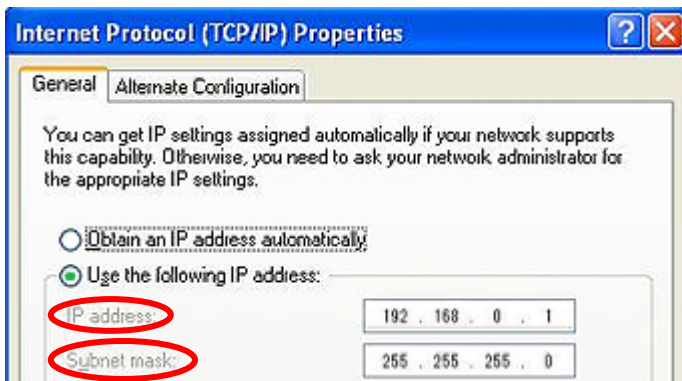 Internet Protocol (TCP/IP) Properties
General Alternate Configuration
You can get IP settings assigned automatically if your network supports
this capability. Otherwise, you need to ask your network administrator for
the appropriate IP settings.
Obtain an IP address automatically
Use the following IP address:
IP address: 192 . 168 . 0 . 1
Subnet mask: 255 . 255 . 255 . 0